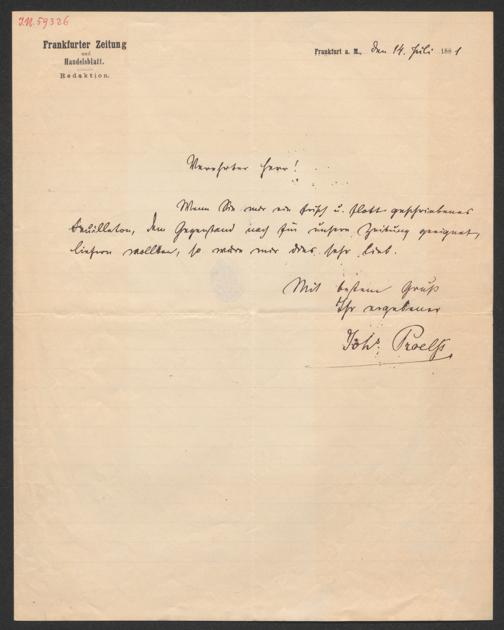 I.N. 59326
Frankfurter Zeitung
und
Handelsblatt.
Redaktion.
Frankfurt a. M., den 14. Juli 1881
Verehrter Herr!
Wenn Sie mir ein frisch u. flott geschriebenes
Feuilleton, dem Gegenstand nach für unsere Zeitung geeignet,
liefern wollten, so wäre mir dies sehr lieb.
Mit bestem Gruß
Ihr ergebener
Joh. Proelß